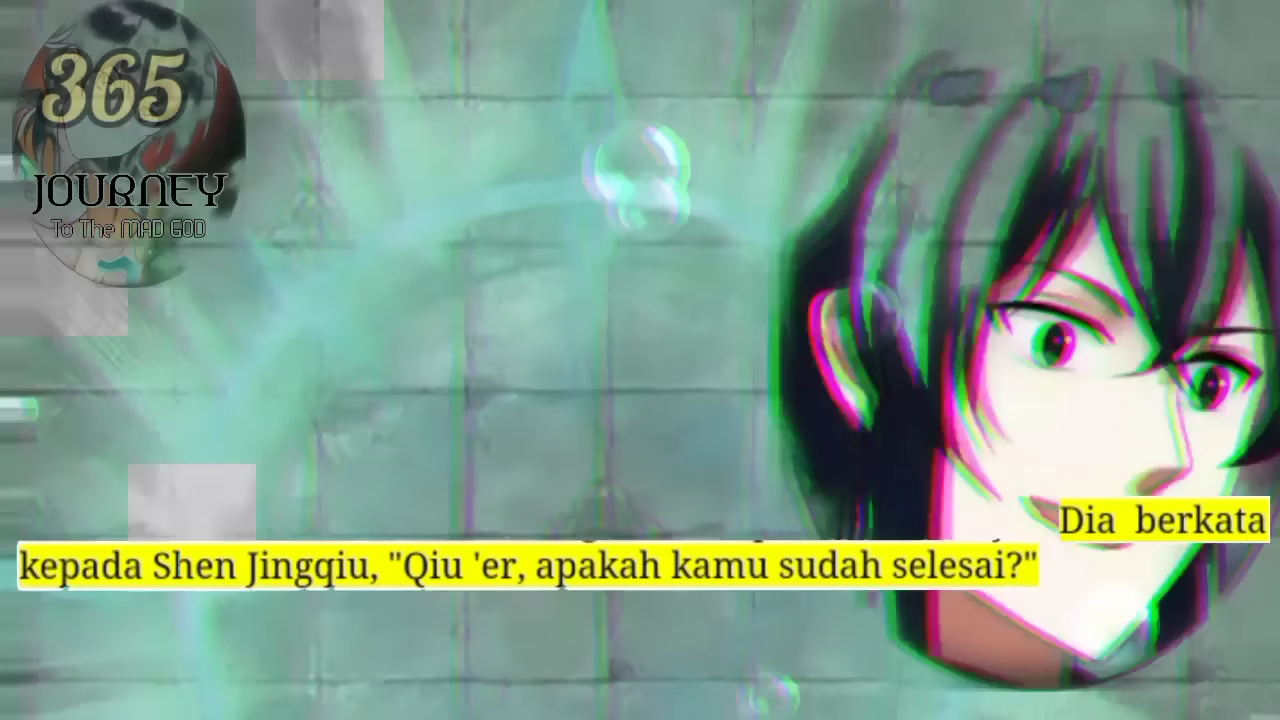 365
JOURNEY
To The MAD GOD
Dia berkata
kepada Shen Jingqiu, "Qiu 'er, apakah kamu sudah selesai?"